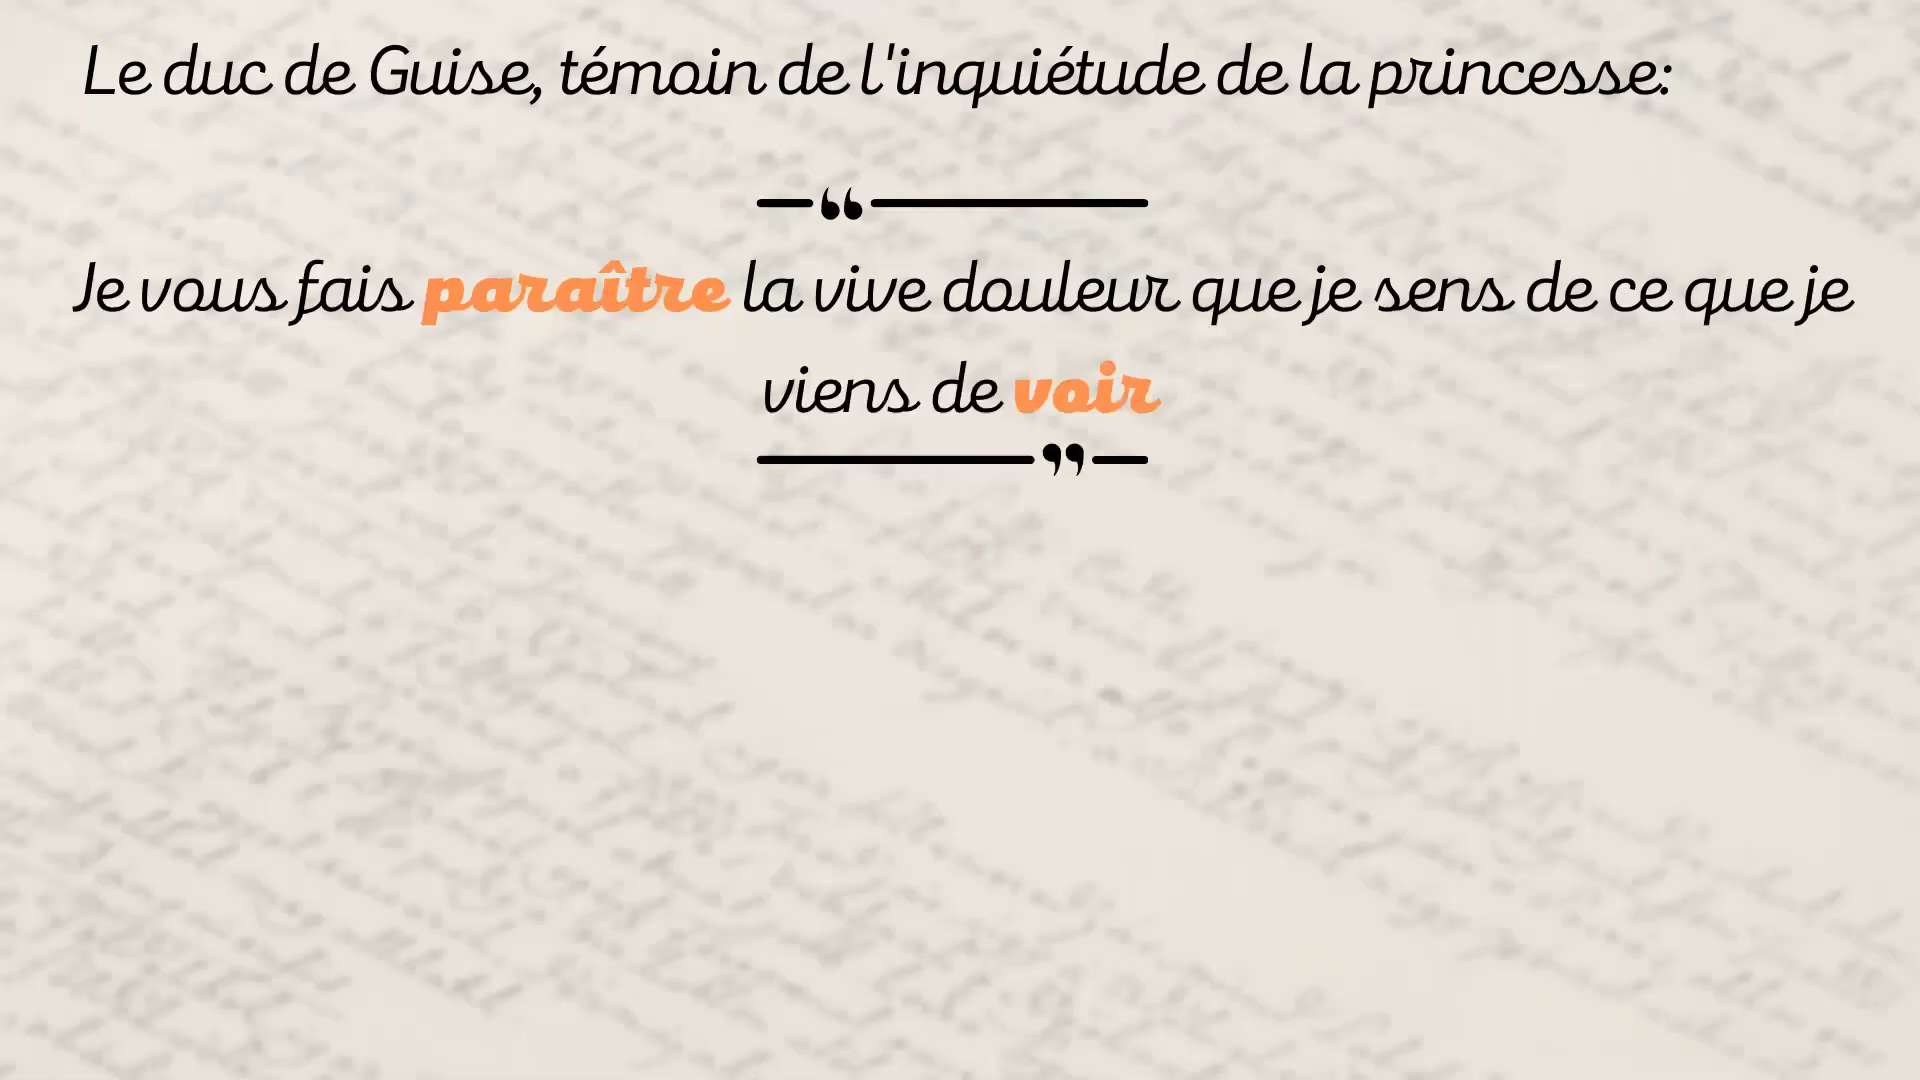 Le duc de Guise, témoin de l'inquiétude de la princesse:
“
Je vous fais paraître la vive douleur que je sens de ce que je
viens de voir
”